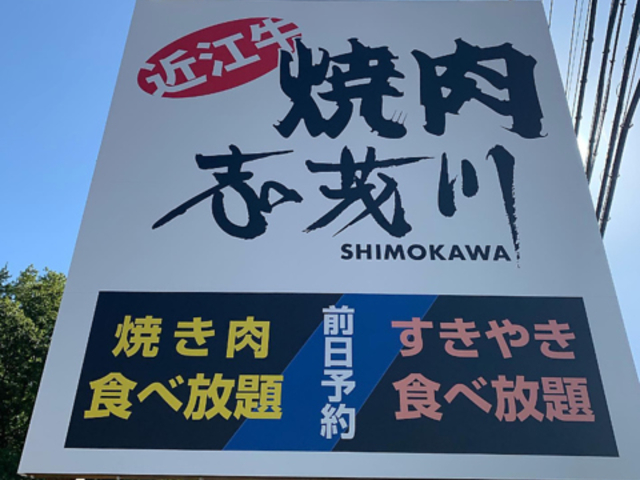 近江牛
焼肉
志茂川
SHIMOKAWA
焼き肉
食べ放題
前日予約
すきやき
食べ放題